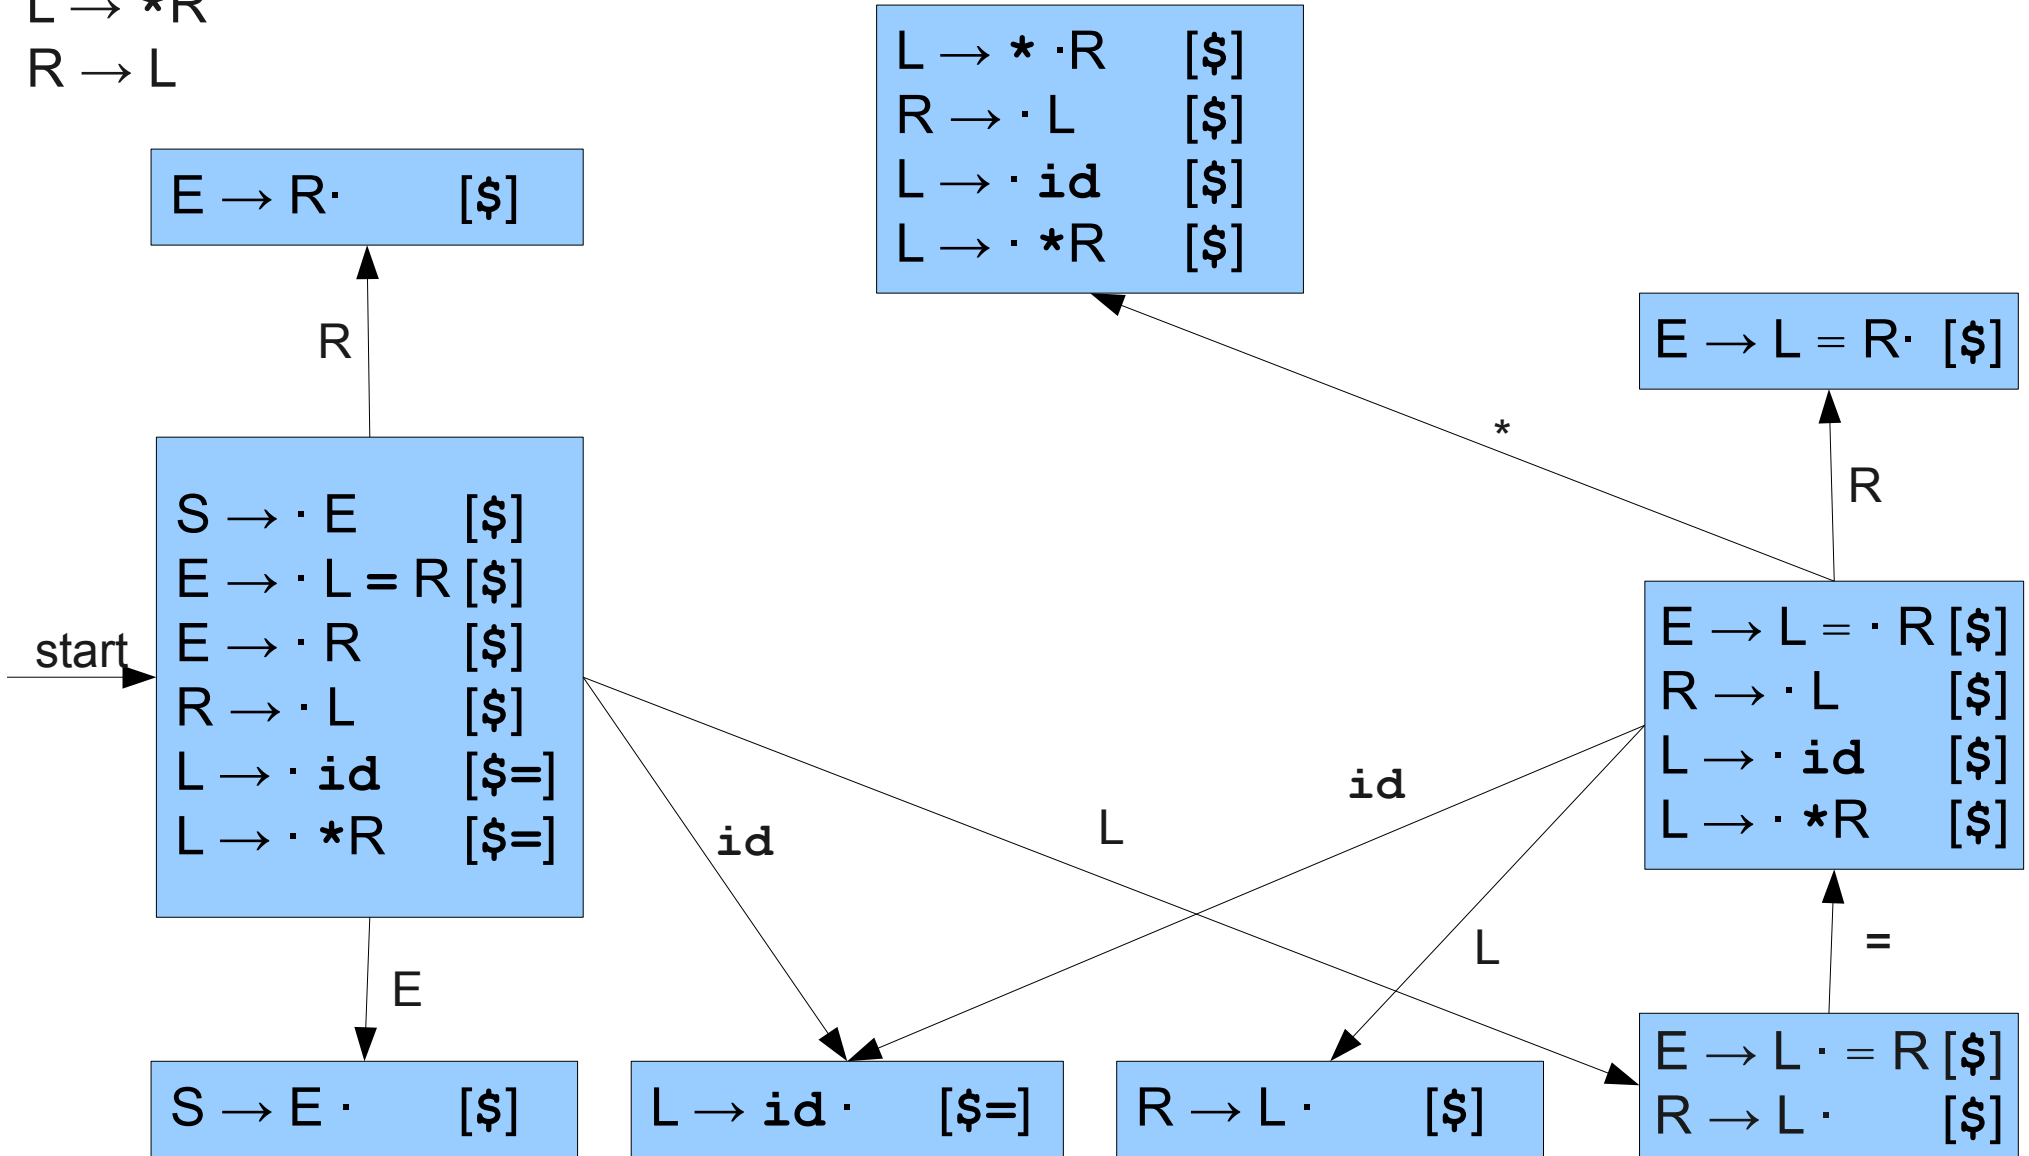 L → *R
R → L
L → * ·R [$]
R → · L [$]
L → · id [$]
L → · *R [$]
E → R· [$]
R
E → L = R· [$]
*
R
start
S → · E [$]
E → · L = R [$]
E → · R [$]
R → · L [$]
L → · id [$=]
L → · *R [$=]
E → L = · R [$]
R → · L [$]
L → · id [$]
L → · *R [$]
id
L
id
L
=
E
S → E · [$]
L → id · [$=]
R → L · [$]
E → L · = R [$]
R → L · [$]